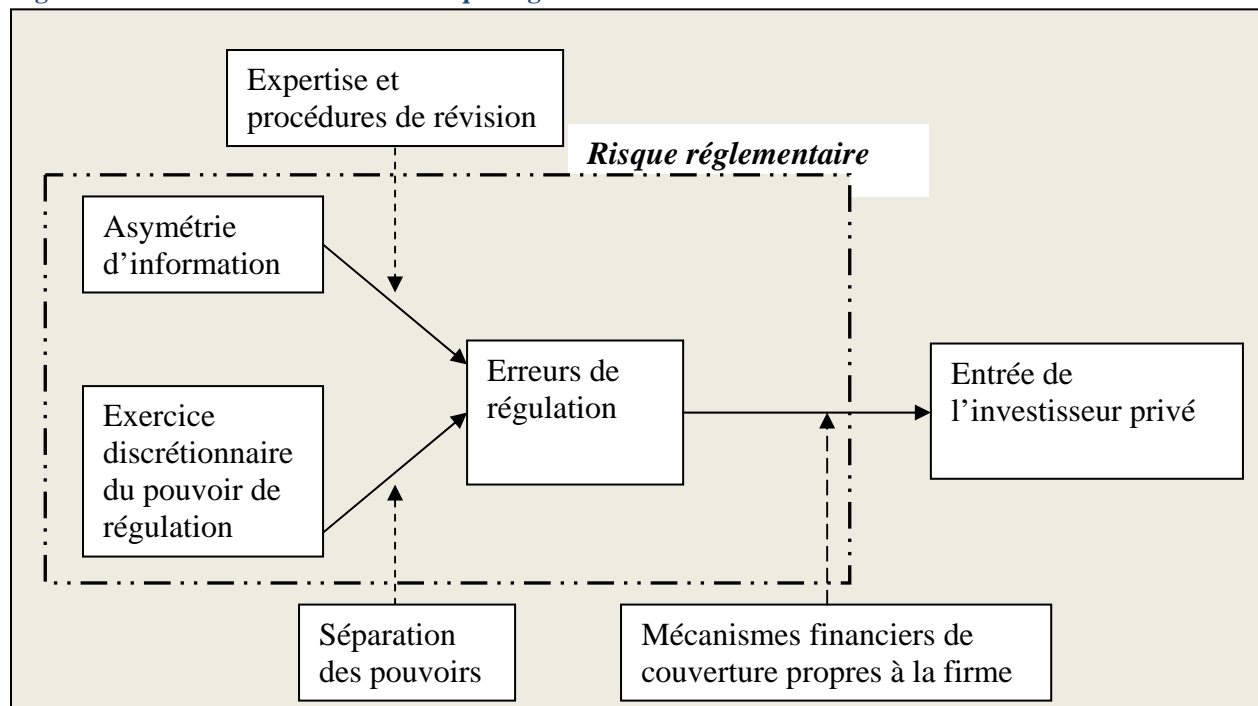 Expertise et
procédures de révision
Risque réglementaire
Asymétrie
d’information
Exercice
discrétionnaire
du pouvoir de
régulation
Erreurs de
régulation
Entrée de
l’investisseur privé
Séparation
des pouvoirs
Mécanismes financiers de
couverture propres à la firme